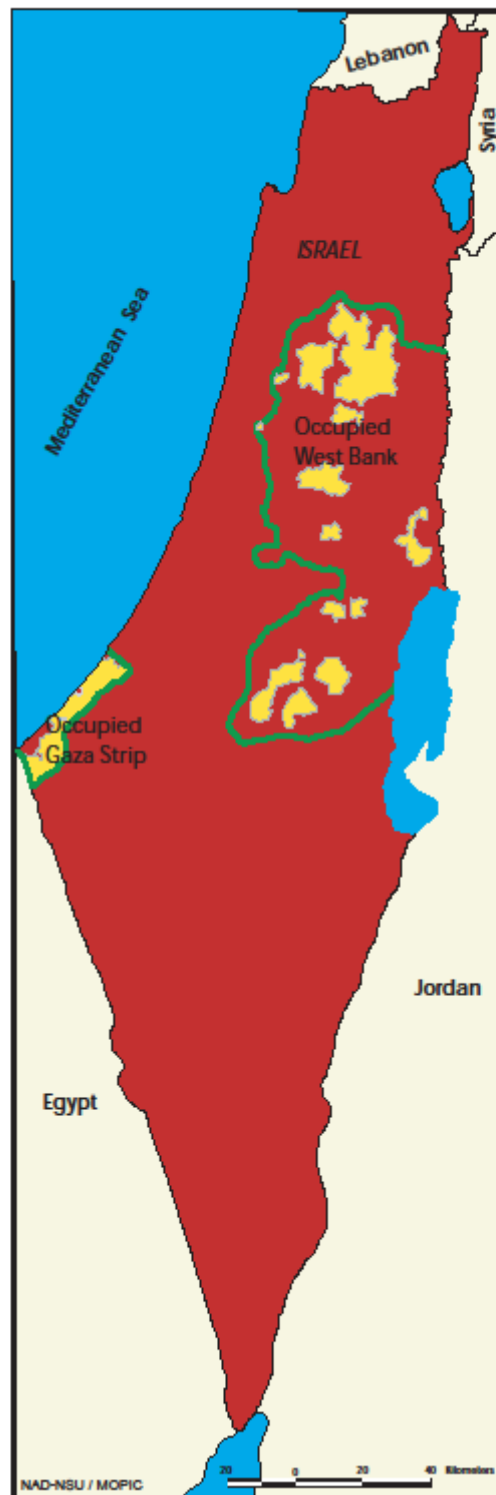 Lebanon
Syria
ISRAEL
Mediterranean Sea
Occupied
West Bank
Occupied
Gaza Strip
Jordan
Egypt
NAD-NSU / MOPIC
20 0 20 40 Kilometers